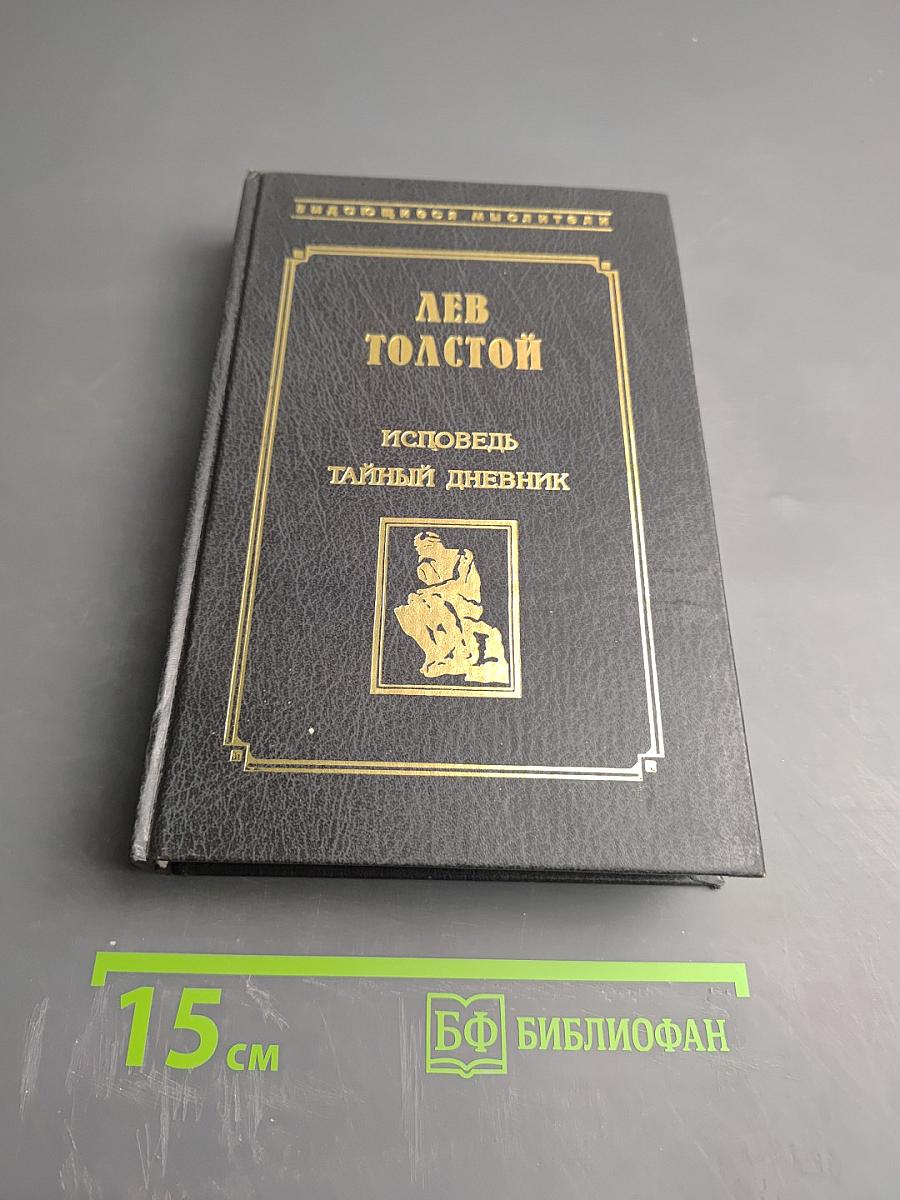 ВЫДАЮЩИЕСЯ МЫСЛИТЕЛИ
ЛЕВ
ТОЛСТОЙ
ИСПОВЕДЬ
ТАЙНЫЙ ДНЕВНИК
15 СМ
БФ БИБЛИОФАН